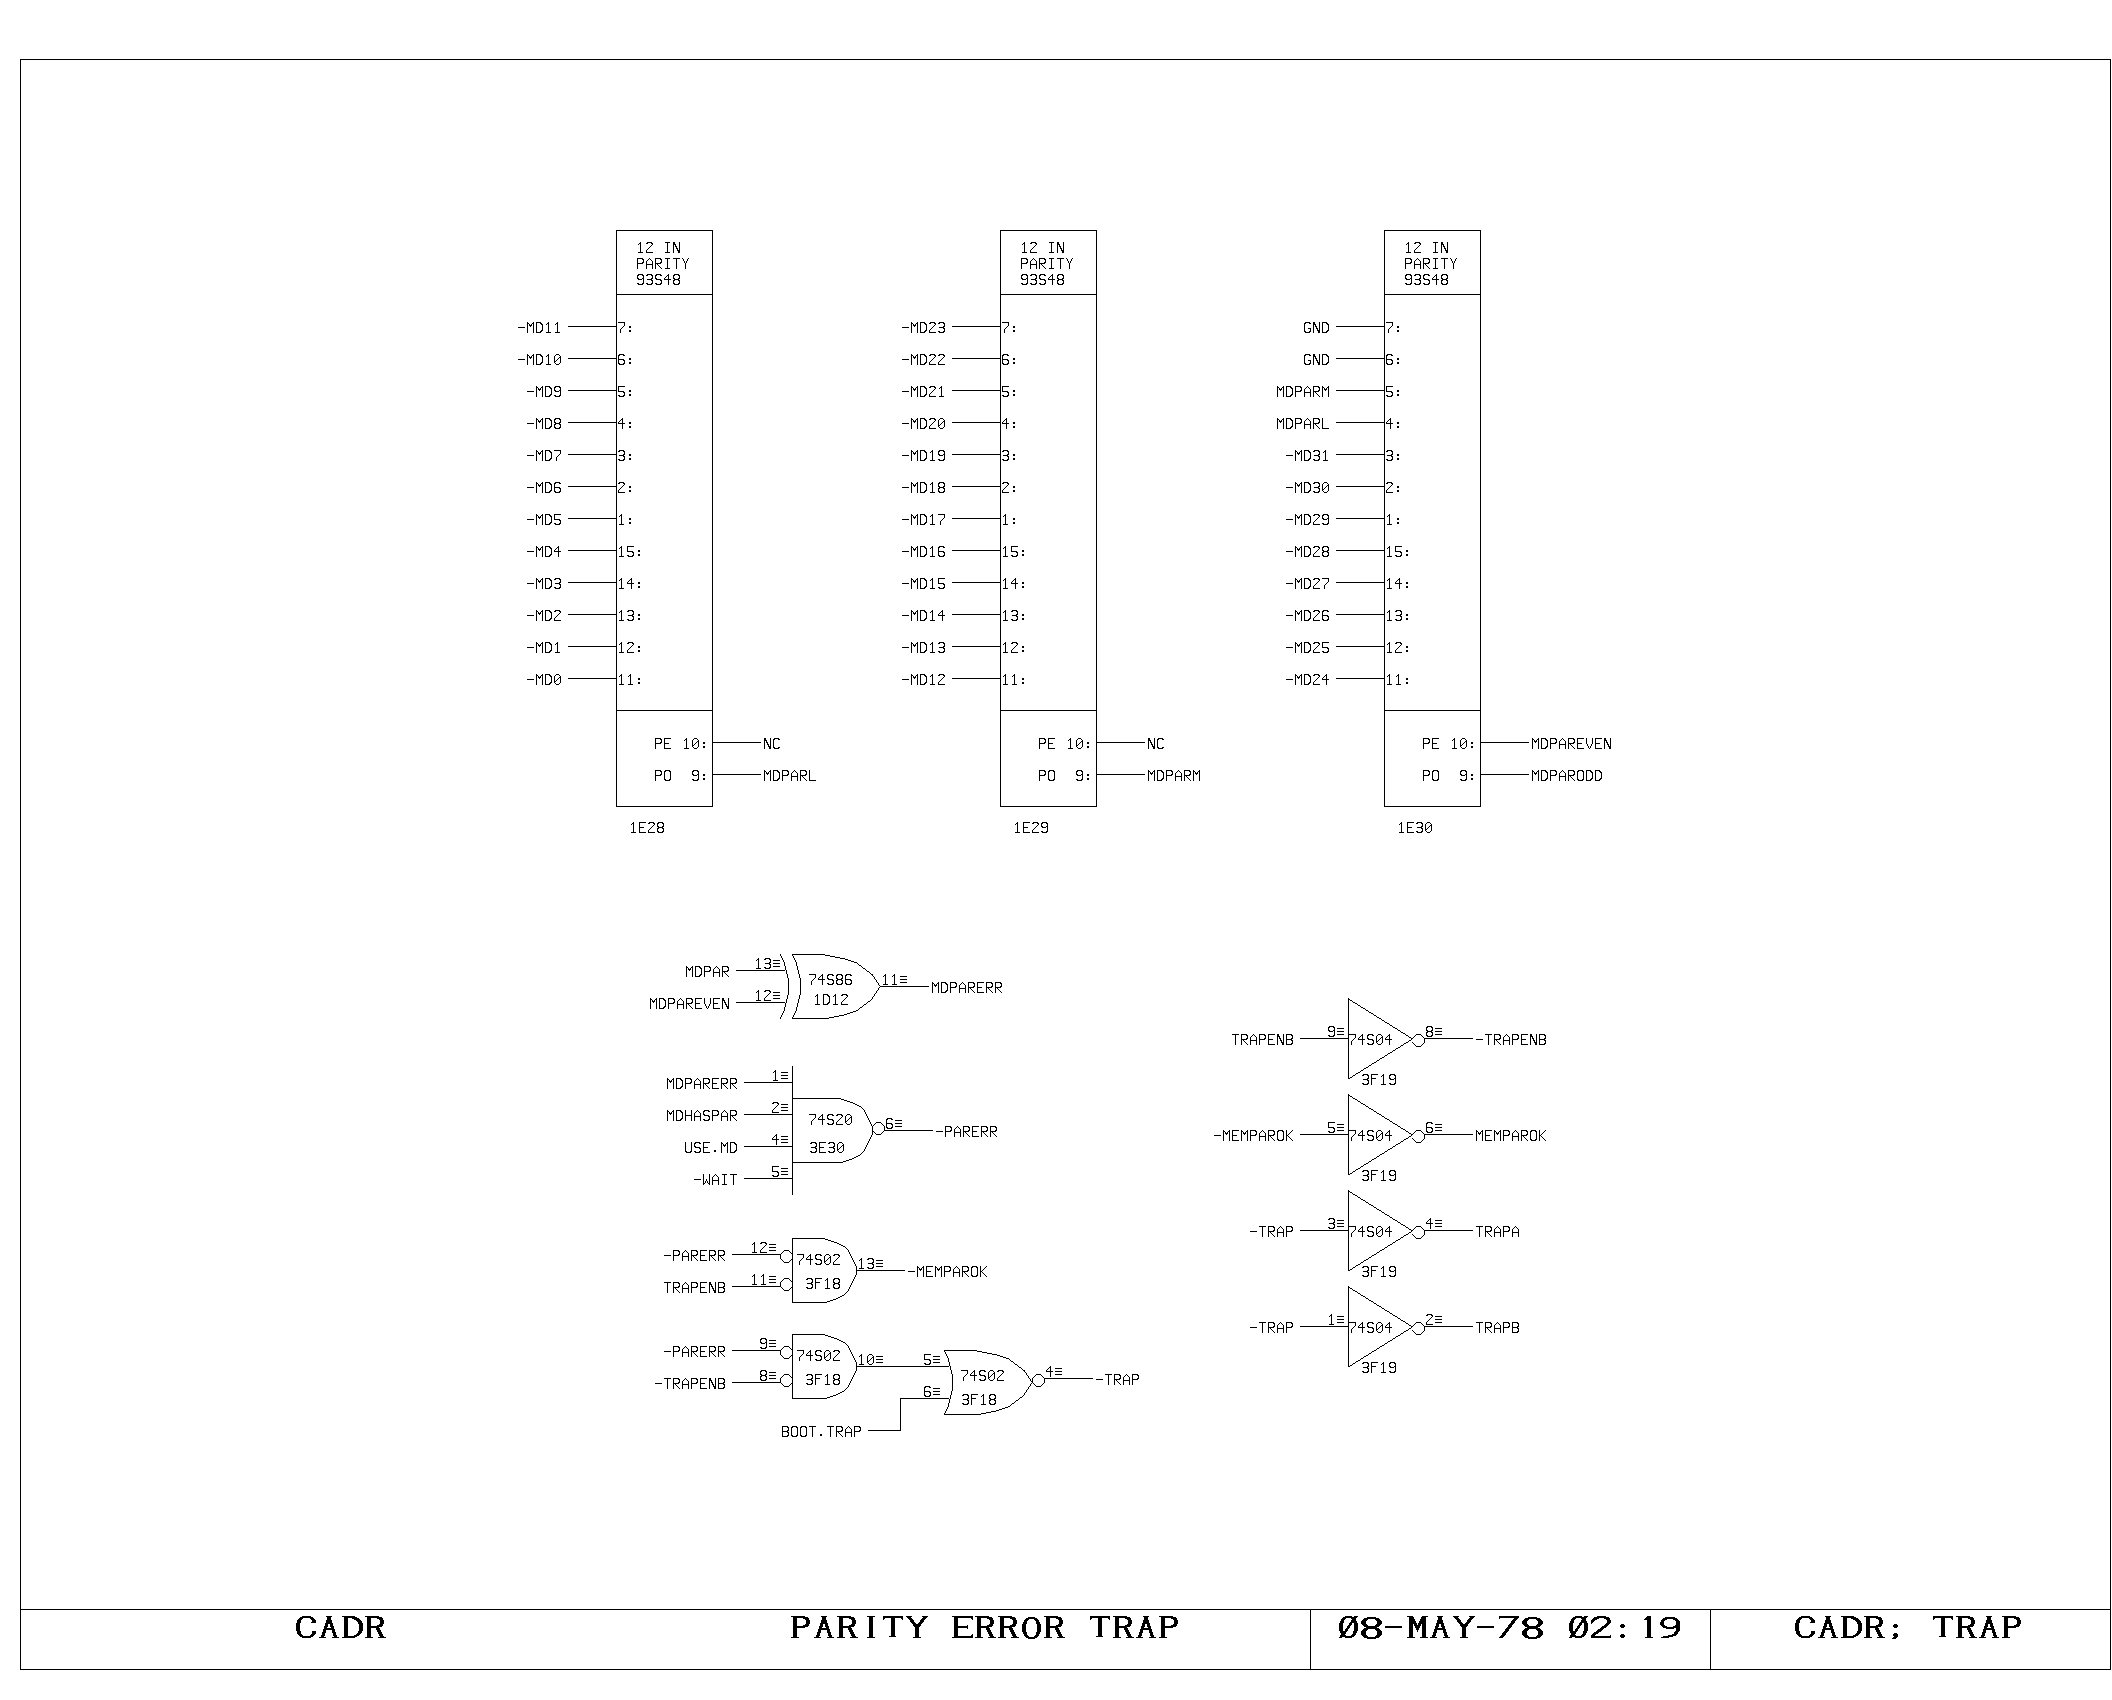 12 IN
PARITY
93S48
-MD11 7:
-MD10 6:
-MD9 5:
-MD8 4:
-MD7 3:
-MD6 2:
-MD5 1:
-MD4 15:
-MD3 14:
-MD2 13:
-MD1 12:
-MD0 11:
PE 10: NC
PO 9: MDPARL
1E28
12 IN
PARITY
93S48
-MD23 7:
-MD22 6:
-MD21 5:
-MD20 4:
-MD19 3:
-MD18 2:
-MD17 1:
-MD16 15:
-MD15 14:
-MD14 13:
-MD13 12:
-MD12 11:
PE 10: NC
PO 9: MDPARM
1E29
12 IN
PARITY
93S48
GND 7:
GND 6:
MDPARM 5:
MDPARL 4:
-MD31 3:
-MD30 2:
-MD29 1:
-MD28 15:
-MD27 14:
-MD26 13:
-MD25 12:
-MD24 11:
PE 10: MDPAREVEN
PO 9: MDPARODD
1E30
MDPAR 13≡
MDPAREVEN 12≡
74S86
1D12
11≡ MDPARERR
MDPARERR 1≡
MDHASPAR 2≡
USE.MD 4≡
-WAIT 5≡
74S20
3E30
6≡ -PARERR
-PARERR 12≡
TRAPENB 11≡
74S02
3F18
13≡ -MEMPAROK
-PARERR 9≡
-TRAPENB 8≡
74S02
3F18
10≡ 5≡
BOOT.TRAP 6≡
74S02
3F18
4≡ -TRAP
TRAPENB 9≡ 74S04 8≡ -TRAPENB
3F19
-MEMPAROK 5≡ 74S04 6≡ MEMPAROK
3F19
-TRAP 3≡ 74S04 4≡ TRAPA
3F19
-TRAP 1≡ 74S04 2≡ TRAPB
3F19
CADR
PARITY ERROR TRAP
Ø8-MAY-78 Ø2:19
CADR; TRAP